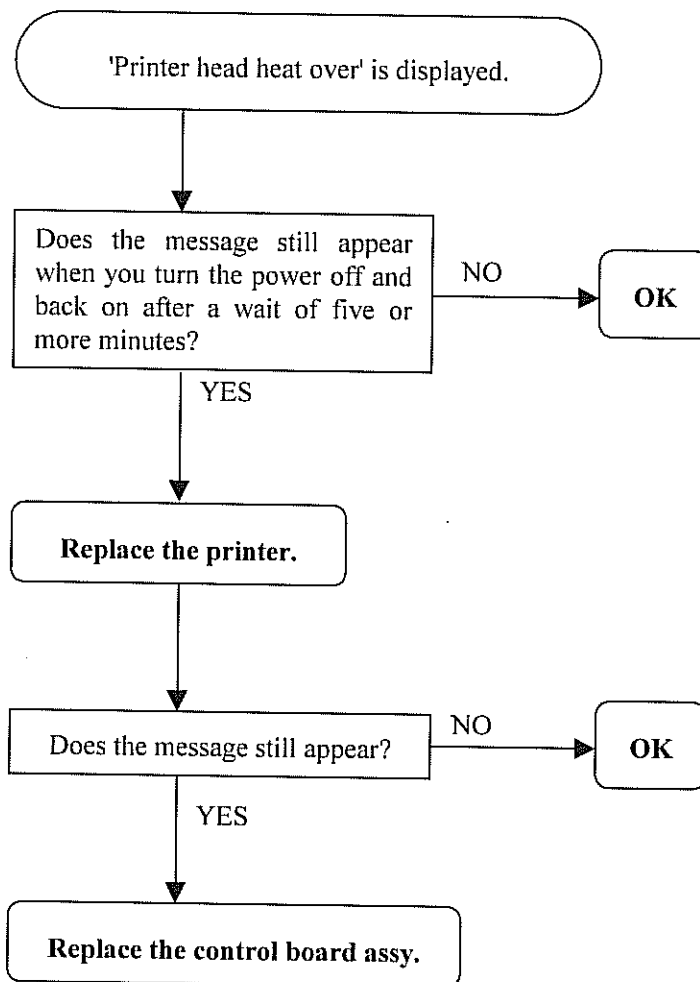 'Printer head heat over' is displayed.
Does the message still appear
when you turn the power off and
back on after a wait of five or
more minutes?
NO
OK
YES
Replace the printer.
Does the message still appear?
NO
OK
YES
Replace the control board assy.